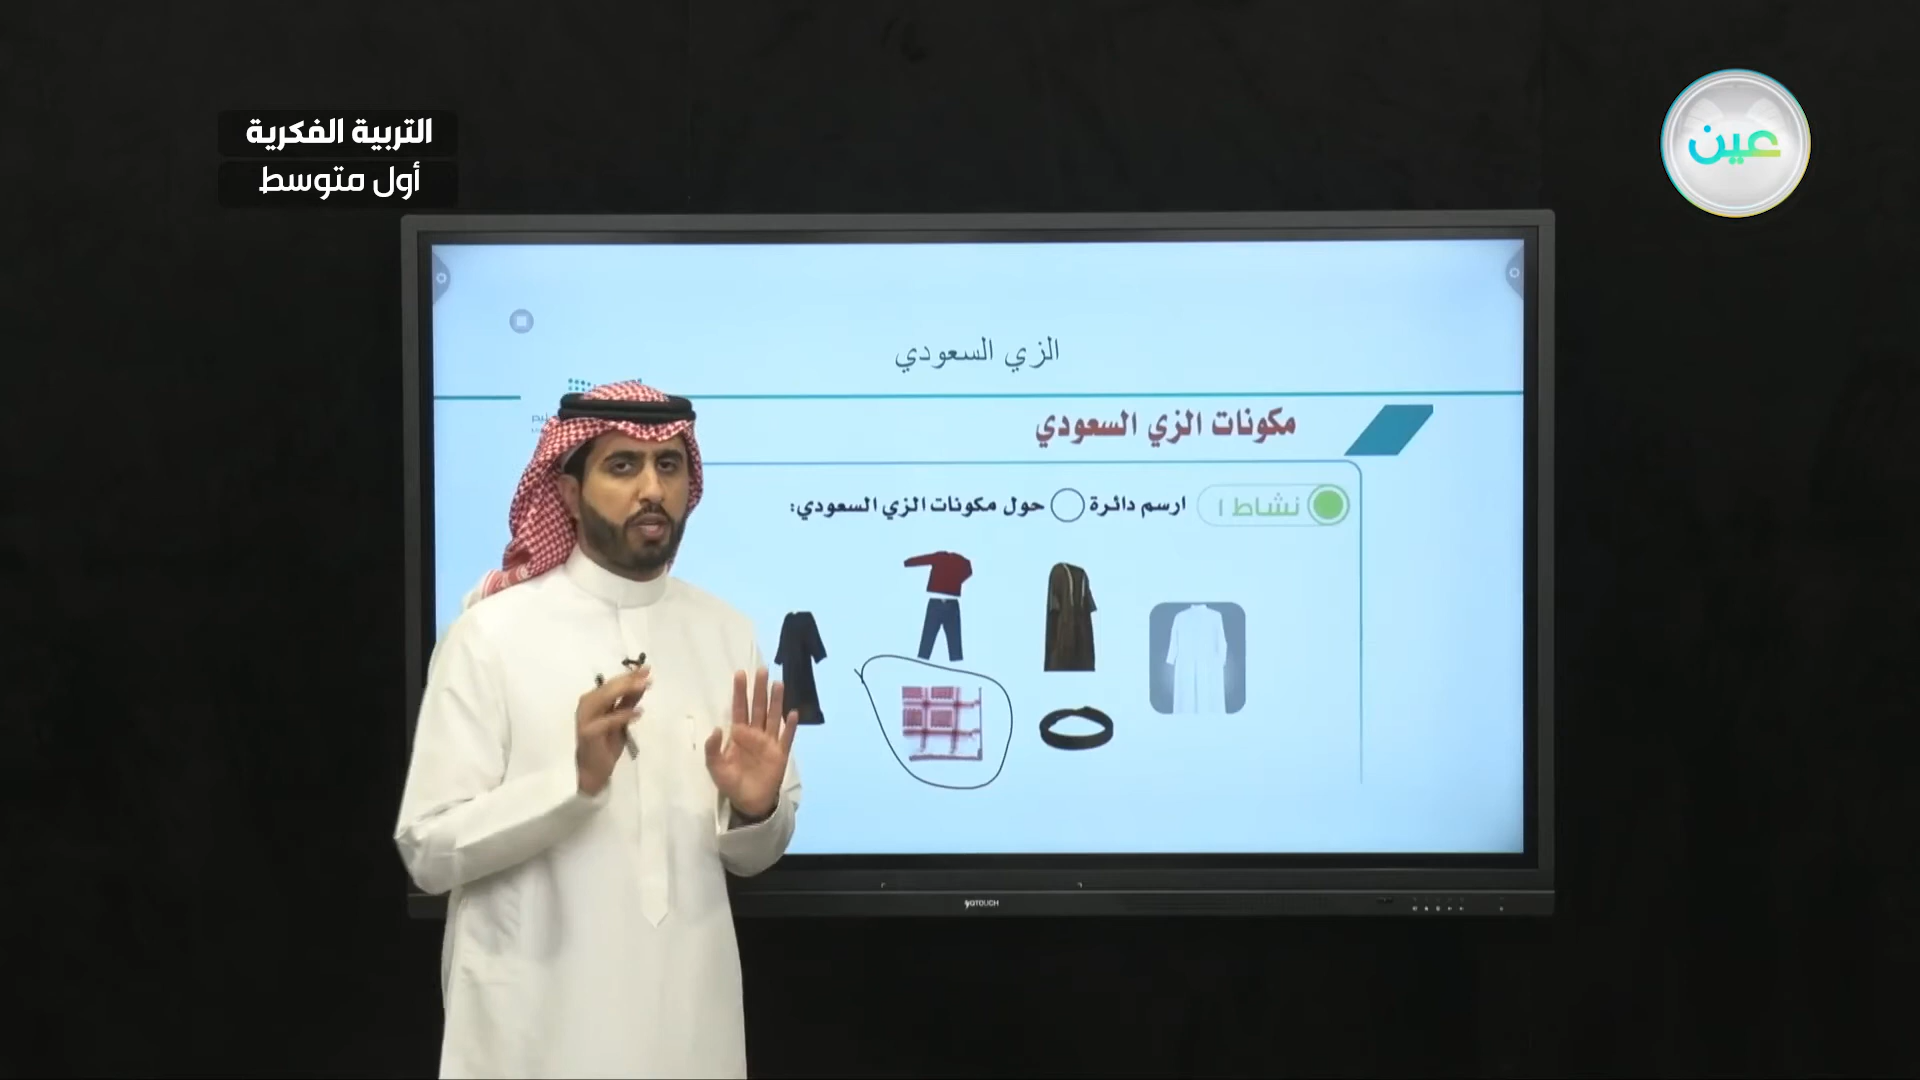 التربية الفكرية
أول متوسط
عين
الزي السعودي
مكونات الزي السعودي
نشاط ١
ارسم دائرة حول مكونات الزي السعودي: